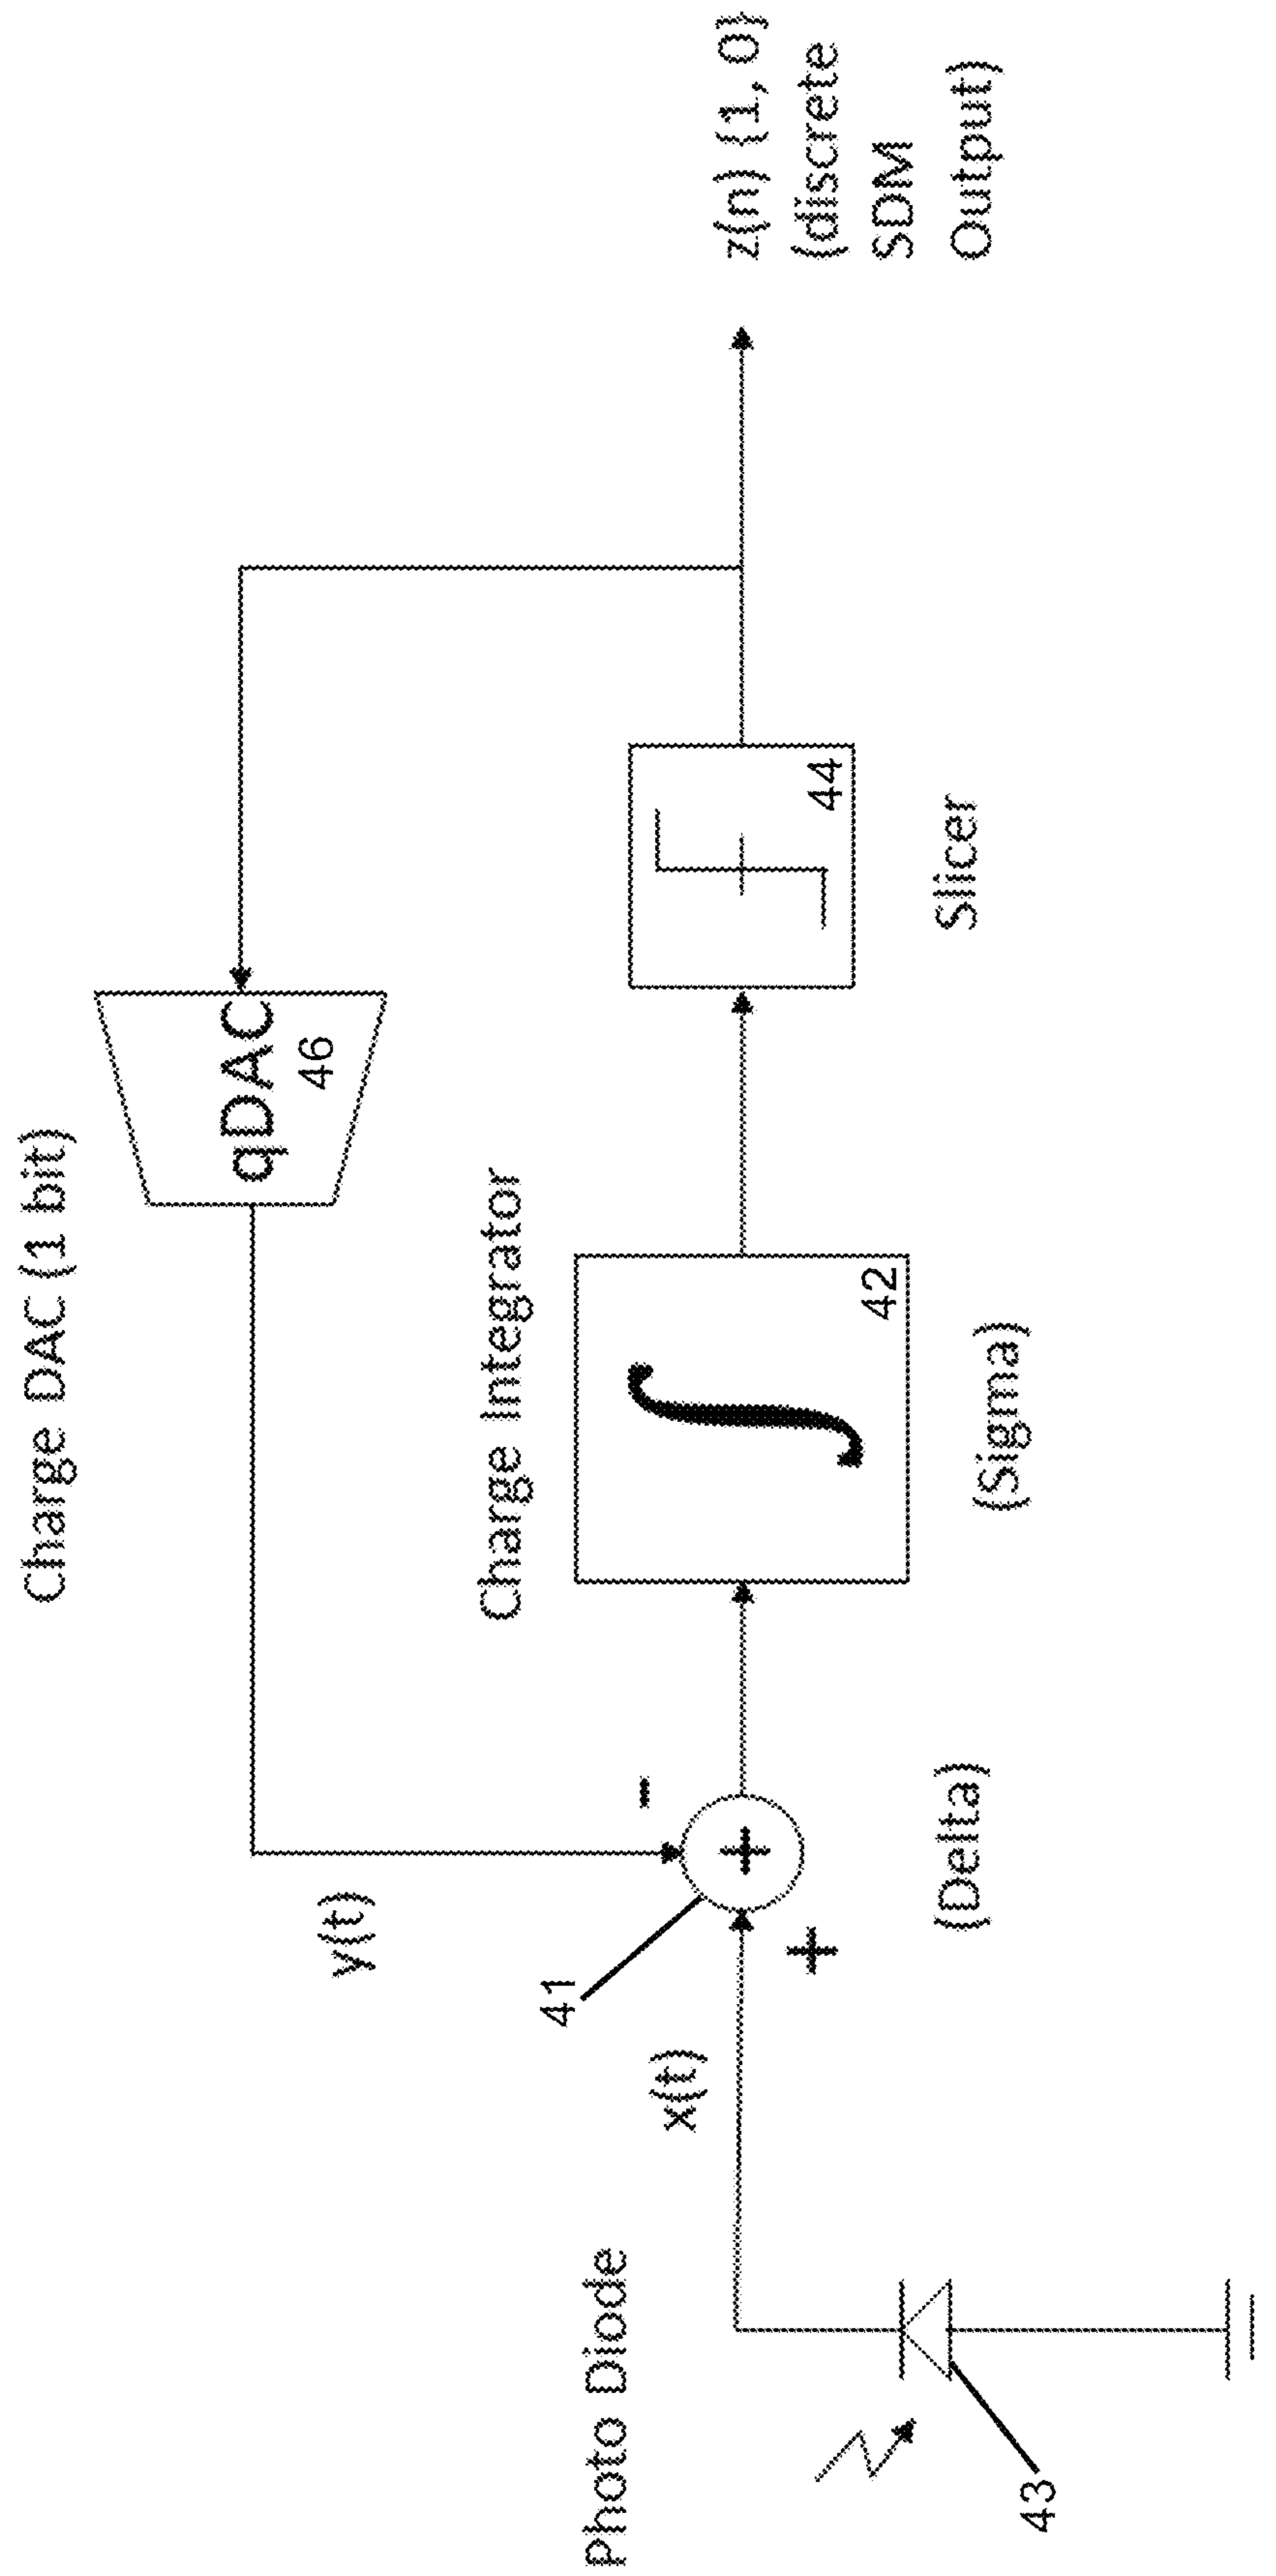 Charge DAC (1 bit)
qDAC
46
y(t)
-
Charge Integrator
42
(Sigma)
41
x(t)
+
+
(Delta)
Photo Diode
43
44
Slicer
z(n) {1, 0}
(discrete
SDM
Output)